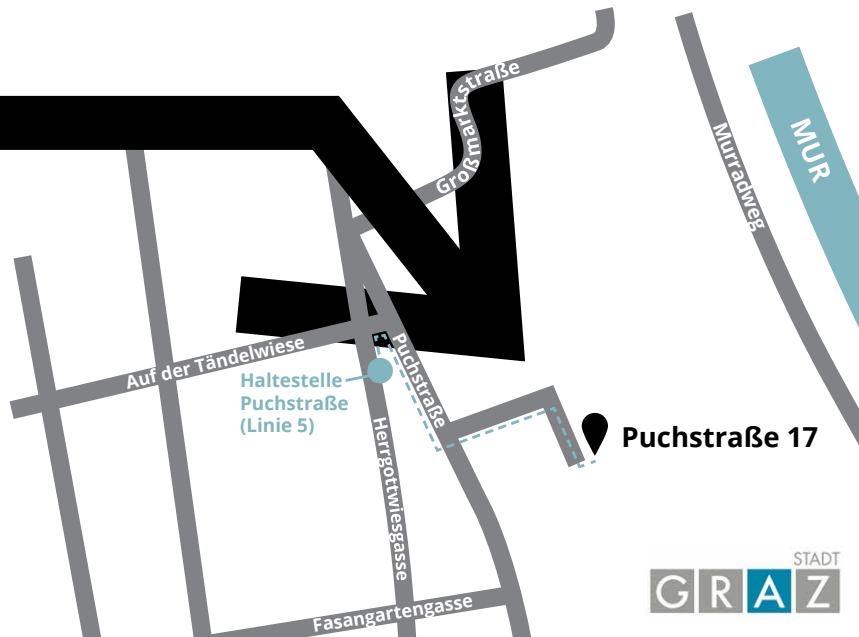 Großmarktstraße
Murradweg
MUR
Auf der Tändelwiese
Puchstraße
Haltestelle
Puchstraße
(Linie 5)
Herrgottwiesgasse
Puchstraße 17
Fasangartengasse
STADT
GRAZ